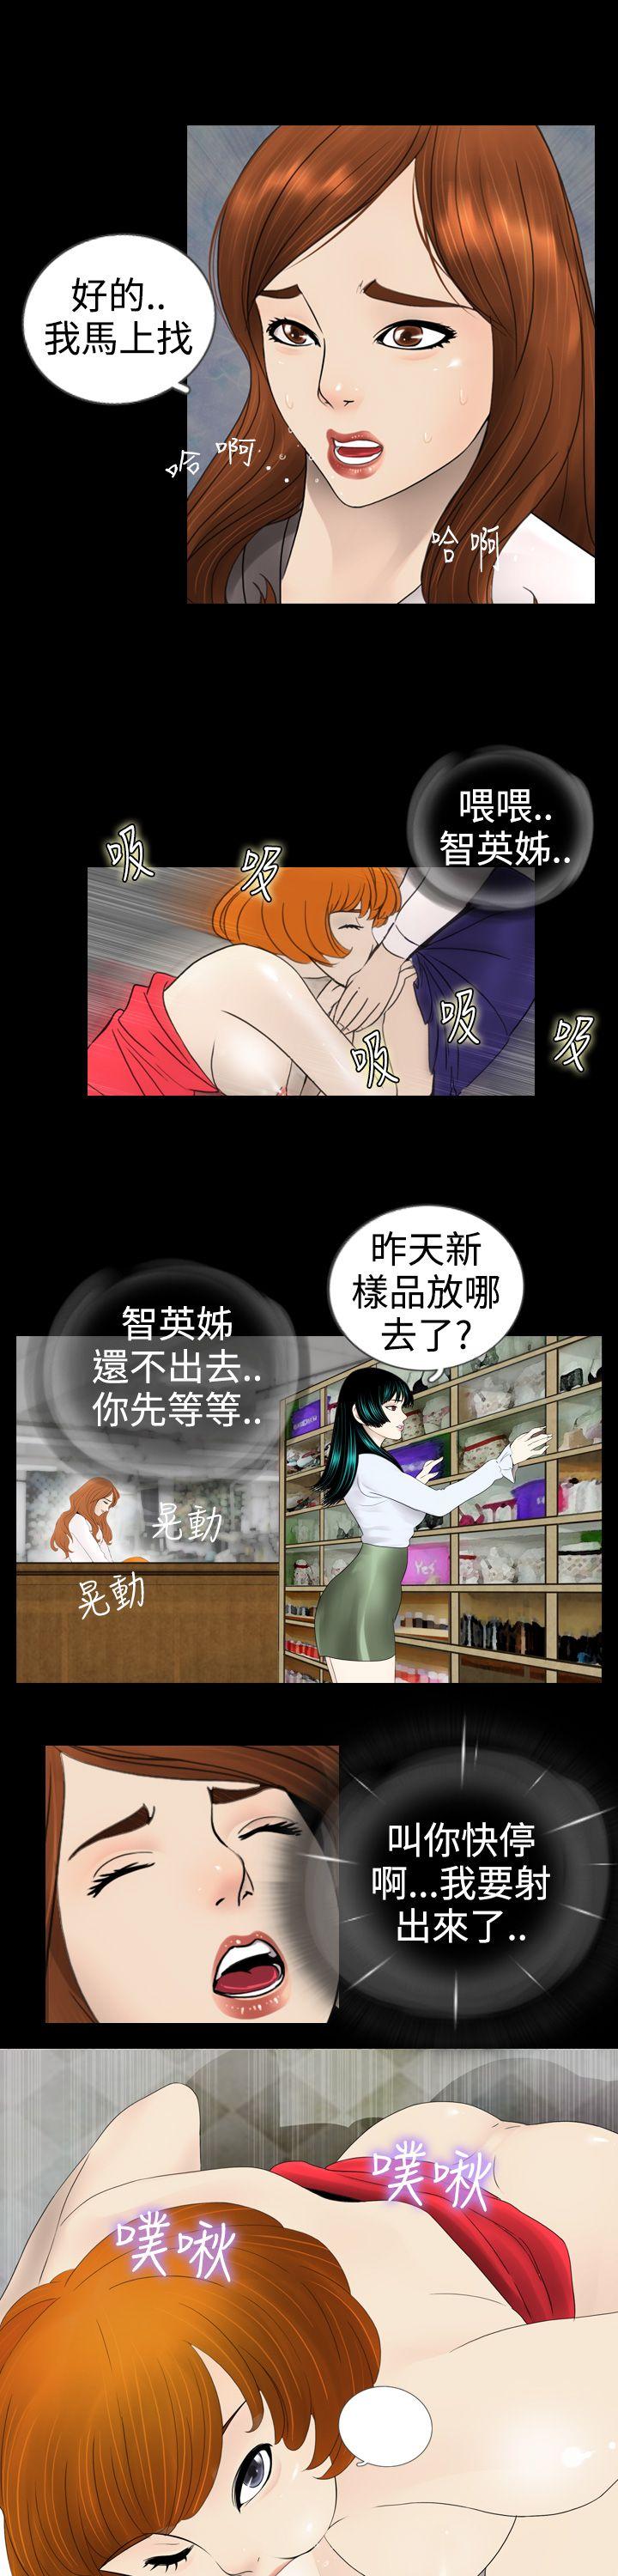 好的..
我馬上找
哈啊
哈啊
喂喂..
智英姊..
吸
吸
吸
吸
吸
昨天新
樣品放哪
去了?
智英姊
還不出去..
你先等等..
晃動
晃動
Yes
叫你快停
啊...我要射
出來了..
噗啾
噗啾